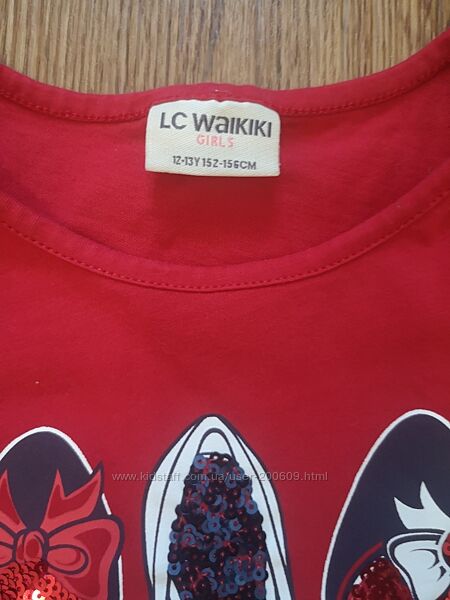 LC WaIKIKI
GIRLS
12-13Y 152-156CM
www.kidstaff.com.ua/user-200609.html